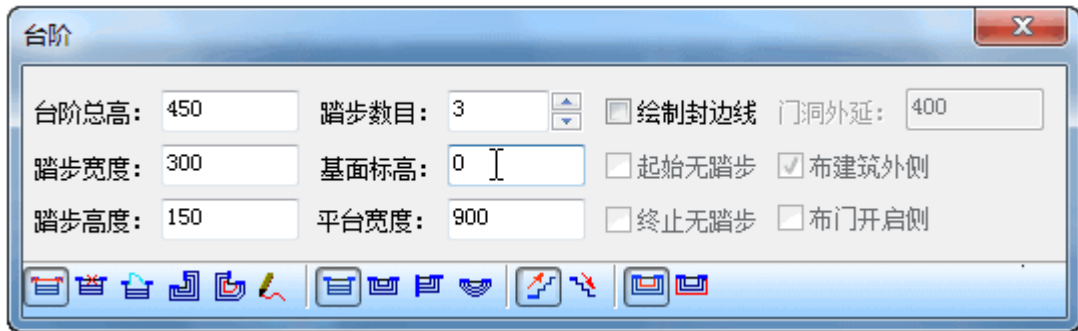 台阶
台阶总高: 450 踏步数目: 3 绘制封边线 门洞外延: 400
踏步宽度: 300 基面标高: 0 起始无踏步 布建筑外侧
踏步高度: 150 平台宽度: 900 终止无踏步 布门开启侧